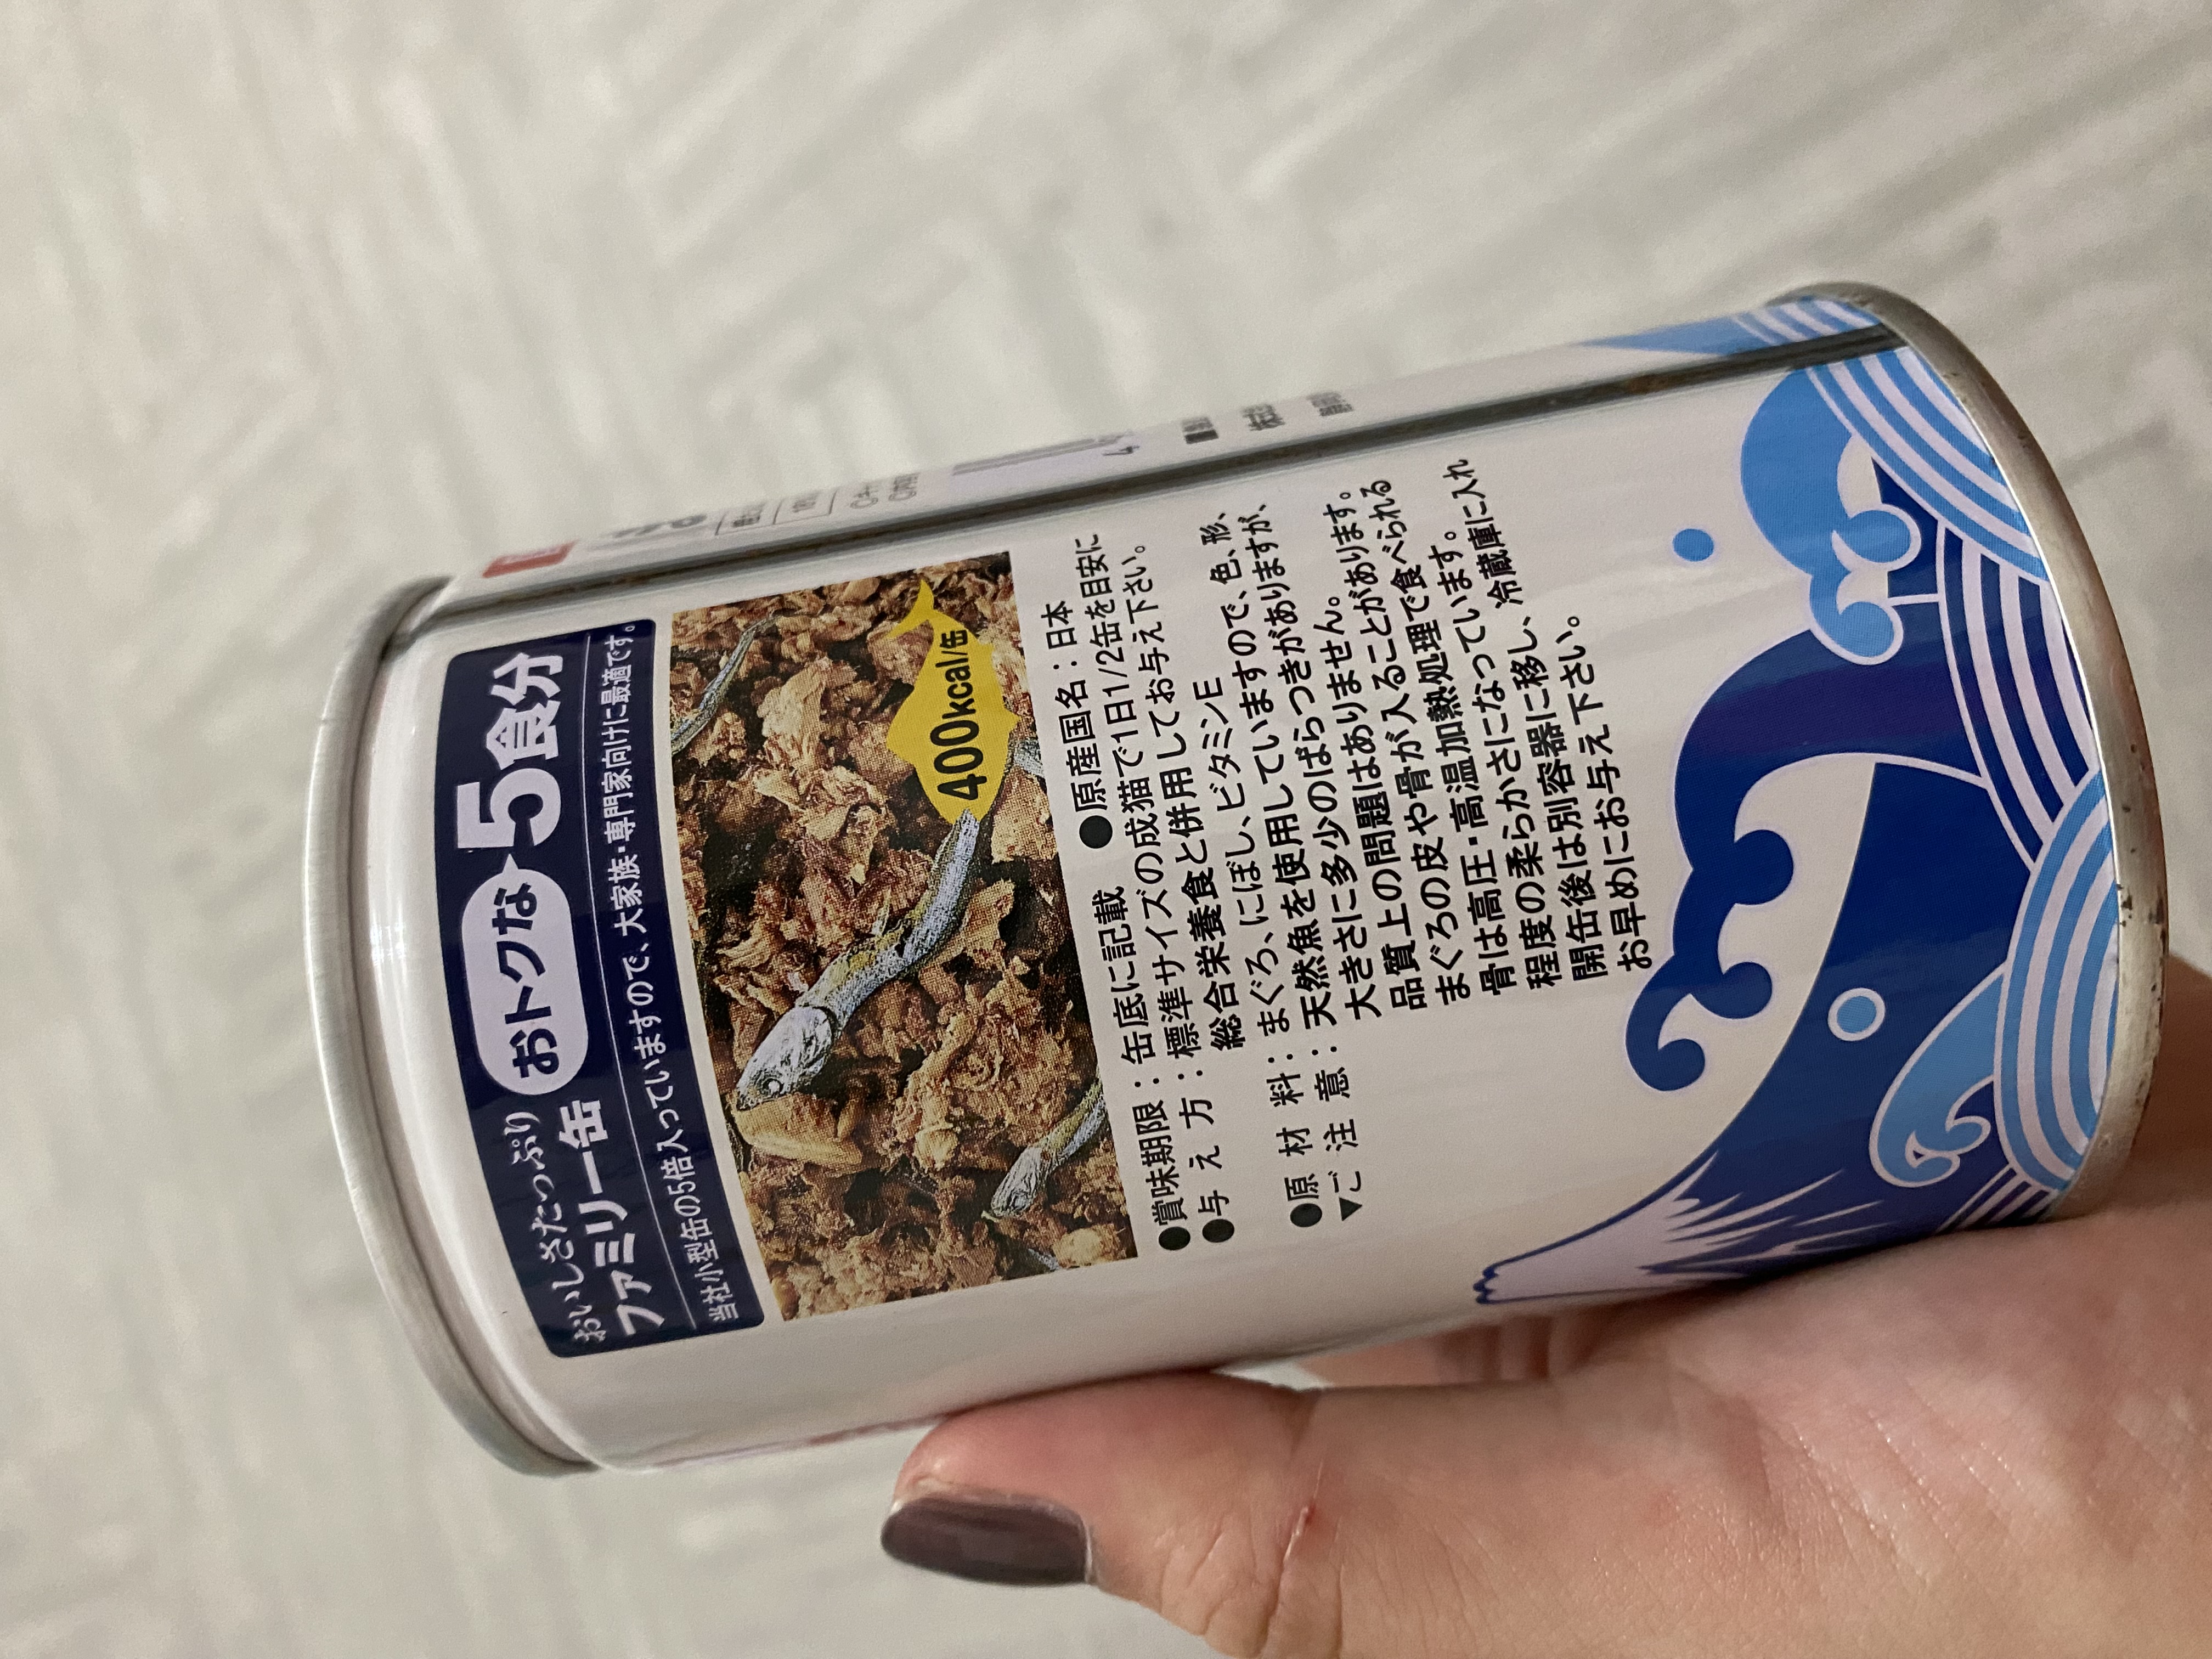 おいしさたっぷり
ファミリー缶
おトクな
5食分
当社小型缶の5倍入っていますので、大家族・専門家向けに最適です。
400kcal/缶
●賞味期限：缶底に記載 ●原産国名：日本
●与え方：標準サイズの成猫で1日1/2缶を目安に
総合栄養食と併用してお与え下さい。
●原材料：まぐろ、にぼし、ビタミンE
▼ご注意：天然魚を使用していますので、色、形、
大きさに多少のばらつきがありますが、
品質上の問題はありません。
まぐろの皮や骨が入ることがあります。
骨は高圧・高温加熱処理で食べられる
程度の柔らかさになっています。
開缶後は別容器に移し、冷蔵庫に入れ
お早めにお与え下さい。